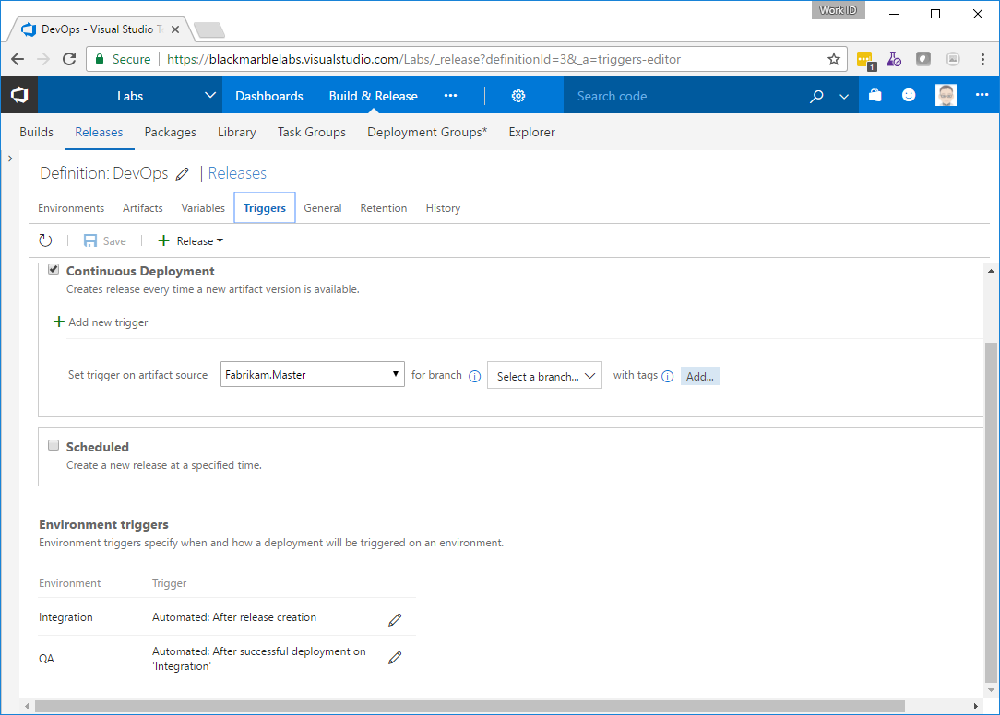 Work ID
DevOps - Visual Studio T
Secure https://blackmarblelabs.visualstudio.com/Labs/_release?definitionId=3&_a=triggers-editor
1
Labs Dashboards Build & Release ••• Search code •••
Builds Releases Packages Library Task Groups Deployment Groups* Explorer
Definition: DevOps | Releases
Environments Artifacts Variables Triggers General Retention History
Save Release
Continuous Deployment
Creates release every time a new artifact version is available.
Add new trigger
Set trigger on artifact source Fabrikam.Master for branch Select a branch... with tags Add...
Scheduled
Create a new release at a specified time.
Environment triggers
Environment triggers specify when and how a deployment will be triggered on an environment.
Environment Trigger
Integration Automated: After release creation
QA Automated: After successful deployment on
'Integration'